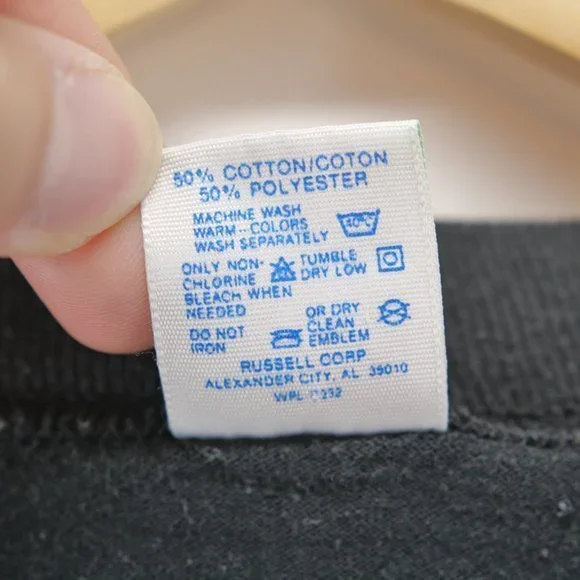 50% COTTON/COTON
50% POLYESTER
MACHINE WASH
WARM - COLORS
WASH SEPARATELY
ONLY NON-
CHLORINE
BLEACH WHEN
NEEDED
TUMBLE
DRY LOW
DO NOT
IRON
OR DRY
CLEAN
EMBLEM
RUSSELL CORP
ALEXANDER CITY, AL 35010
WPL